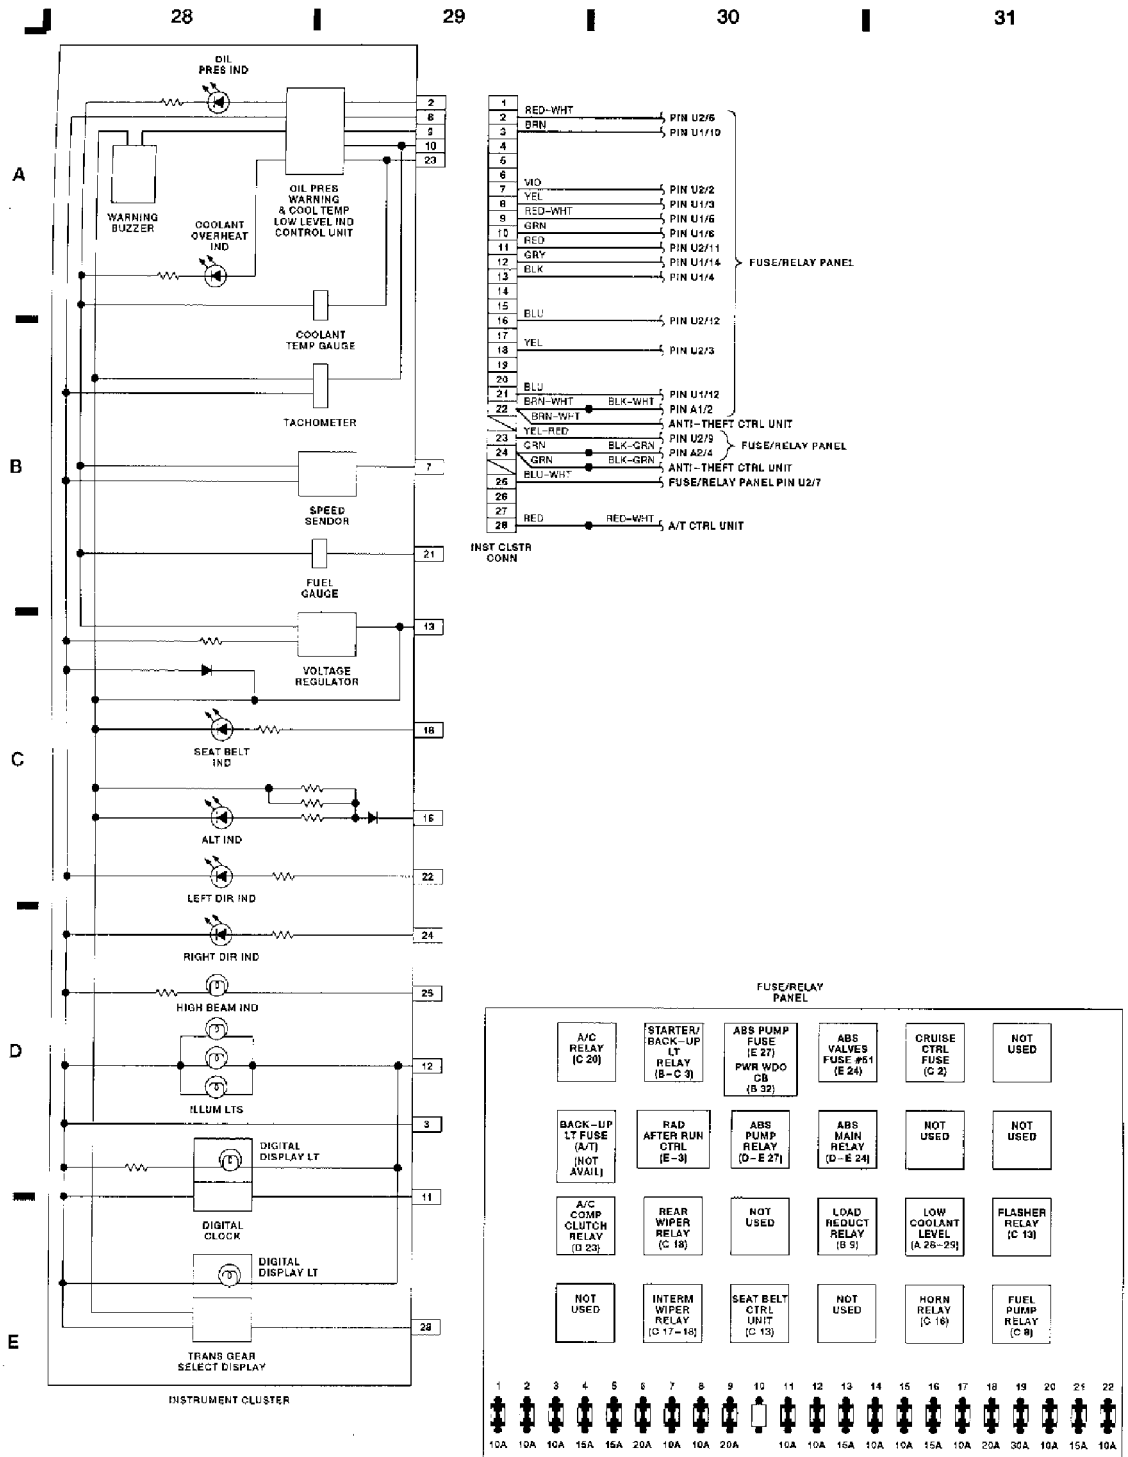 28 29 30 31
A
B
C
D
E
OIL
PRES IND
WARNING
BUZZER
COOLANT
OVERHEAT
IND
OIL PRES
WARNING
& COOL TEMP
LOW LEVEL IND
CONTROL UNIT
COOLANT
TEMP GAUGE
TACHOMETER
SPEED
SENDOR
FUEL
GAUGE
VOLTAGE
REGULATOR
SEAT BELT
IND
ALT IND
LEFT DIR IND
RIGHT DIR IND
HIGH BEAM IND
ILLUM LTS
DIGITAL
DISPLAY LT
DIGITAL
CLOCK
DIGITAL
DISPLAY LT
TRANS GEAR
SELECT DISPLAY
INSTRUMENT CLUSTER
2
8
9
10
23
7
21
13
18
16
22
24
25
12
3
11
28
1
2 RED-WHT PIN U2/6
3 BRN PIN U1/10
4
5
6
7 VIO PIN U2/2
8 YEL PIN U1/3
9 RED-WHT PIN U1/5
10 GRN PIN U1/6
11 RED PIN U2/11
12 GRY PIN U1/14
13 BLK PIN U1/4
14
15
16 BLU PIN U2/12
17
18 YEL PIN U2/3
19
20
21 BLU PIN U1/12
22 BRN-WHT BLK-WHT PIN A1/2
BRN-WHT ANTI-THEFT CTRL UNIT
23 YEL-RED PIN U2/9
24 GRN BLK-GRN PIN A2/4
GRN BLK-GRN ANTI-THEFT CTRL UNIT
25 BLU-WHT FUSE/RELAY PANEL PIN U2/7
26
27
28 RED RED-WHT A/T CTRL UNIT
FUSE/RELAY PANEL
FUSE/RELAY PANEL
INST CLSTR
CONN
FUSE/RELAY
PANEL
A/C
RELAY
(C 20)
STARTER/
BACK-UP
LT
RELAY
(B-C 3)
ABS PUMP
FUSE
(E 27)
PWR WDO
CB
(B 32)
ABS
VALVES
FUSE #51
(E 24)
CRUISE
CTRL
FUSE
(C 2)
NOT
USED
BACK-UP
LT FUSE
(A/T)
(NOT
AVAIL)
RAD
AFTER RUN
CTRL
(E-3)
ABS
PUMP
RELAY
(D-E 27)
ABS
MAIN
RELAY
(D-E 24)
NOT
USED
NOT
USED
A/C
COMP
CLUTCH
RELAY
(D 23)
REAR
WIPER
RELAY
(C 18)
NOT
USED
LOAD
REDUCT
RELAY
(B 9)
LOW
COOLANT
LEVEL
(A 28-29)
FLASHER
RELAY
(C 13)
NOT
USED
INTERM
WIPER
RELAY
(C 17-18)
SEAT BELT
CTRL
UNIT
(C 13)
NOT
USED
HORN
RELAY
(C 16)
FUEL
PUMP
RELAY
(C 8)
1 2 3 4 5 6 7 8 9 10 11 12 13 14 15 16 17 18 19 20 21 22
10A 10A 10A 15A 15A 20A 10A 10A 20A 10A 10A 15A 10A 10A 15A 10A 20A 30A 10A 15A 10A